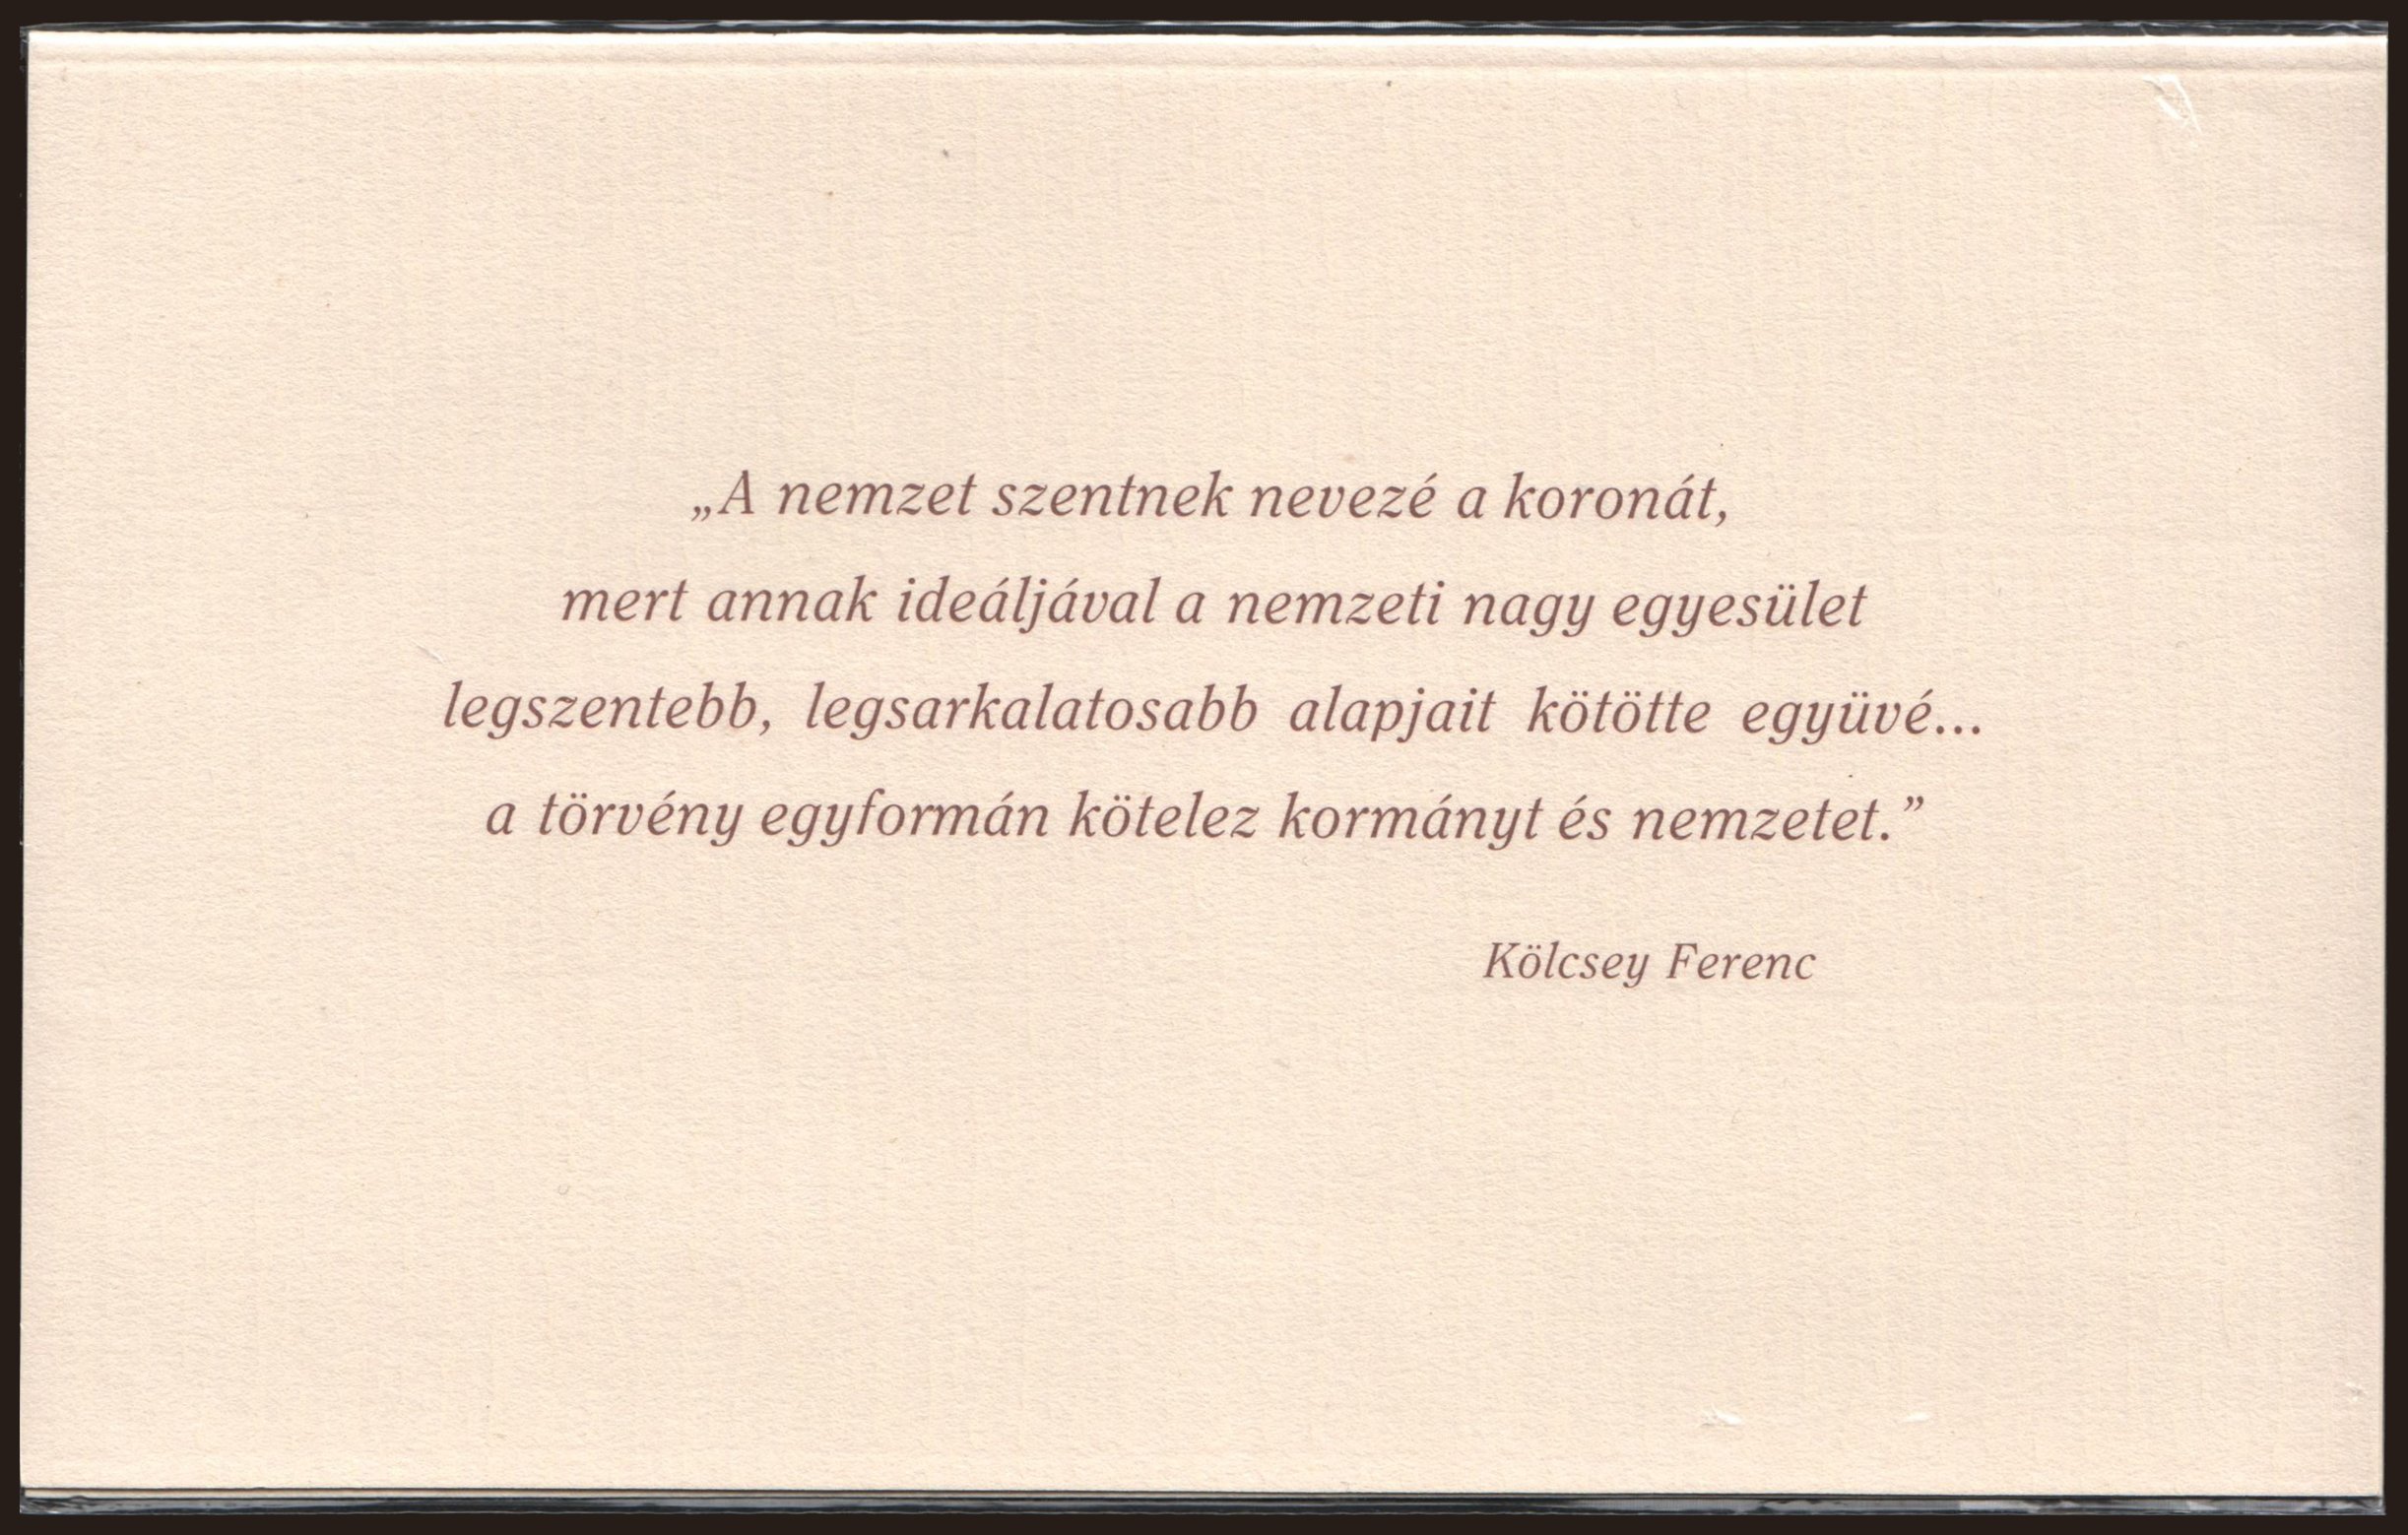 „A nemzet szentnek nevezé a koronát,
mert annak ideáljával a nemzeti nagy egyesület
legszentebb, legsarkalatosabb alapjait kötötte együvé...
a törvény egyformán kötelez kormányt és nemzetet.”
Kölcsey Ferenc